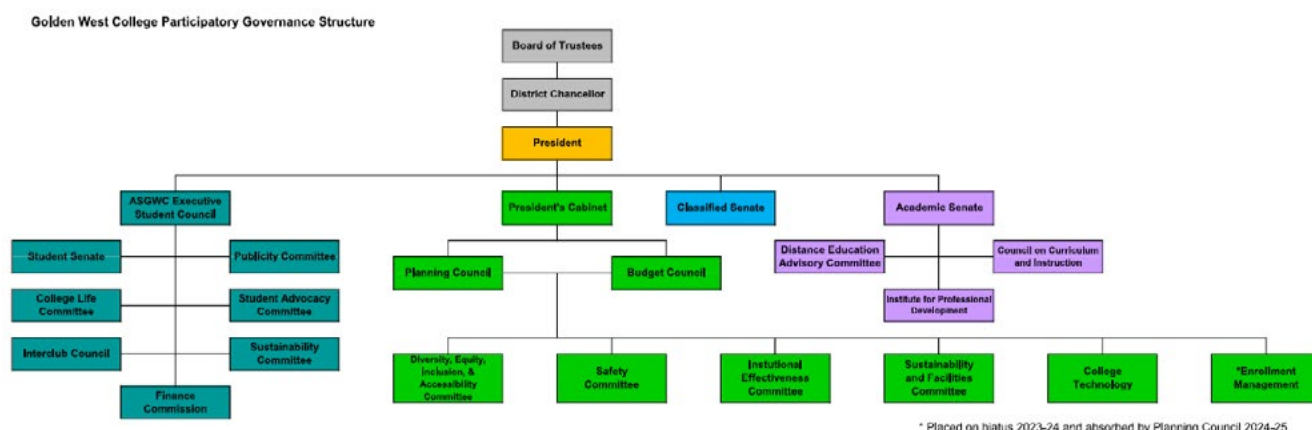 Golden West College Participatory Governance Structure
Board of Trustees
District Chancellor
President
ASGWC Executive
Student Council
President's Cabinet
Classified Senate
Academic Senate
Student Senate
Publicity Committee
Planning Council
Budget Council
Distance Education
Advisory Committee
Council on Curriculum
and Instruction
College Life
Committee
Student Advocacy
Committee
Institute for Professional
Development
Interclub Council
Sustainability
Committee
Finance
Commission
Diversity, Equity,
Inclusion, &
Accessibility
Committee
Safety
Committee
Instutional
Effectiveness
Committee
Sustainability
and Facilities
Committee
College
Technology
*Enrollment
Management
* Placed on hiatus 2023-24 and absorbed by Planning Council 2024-25